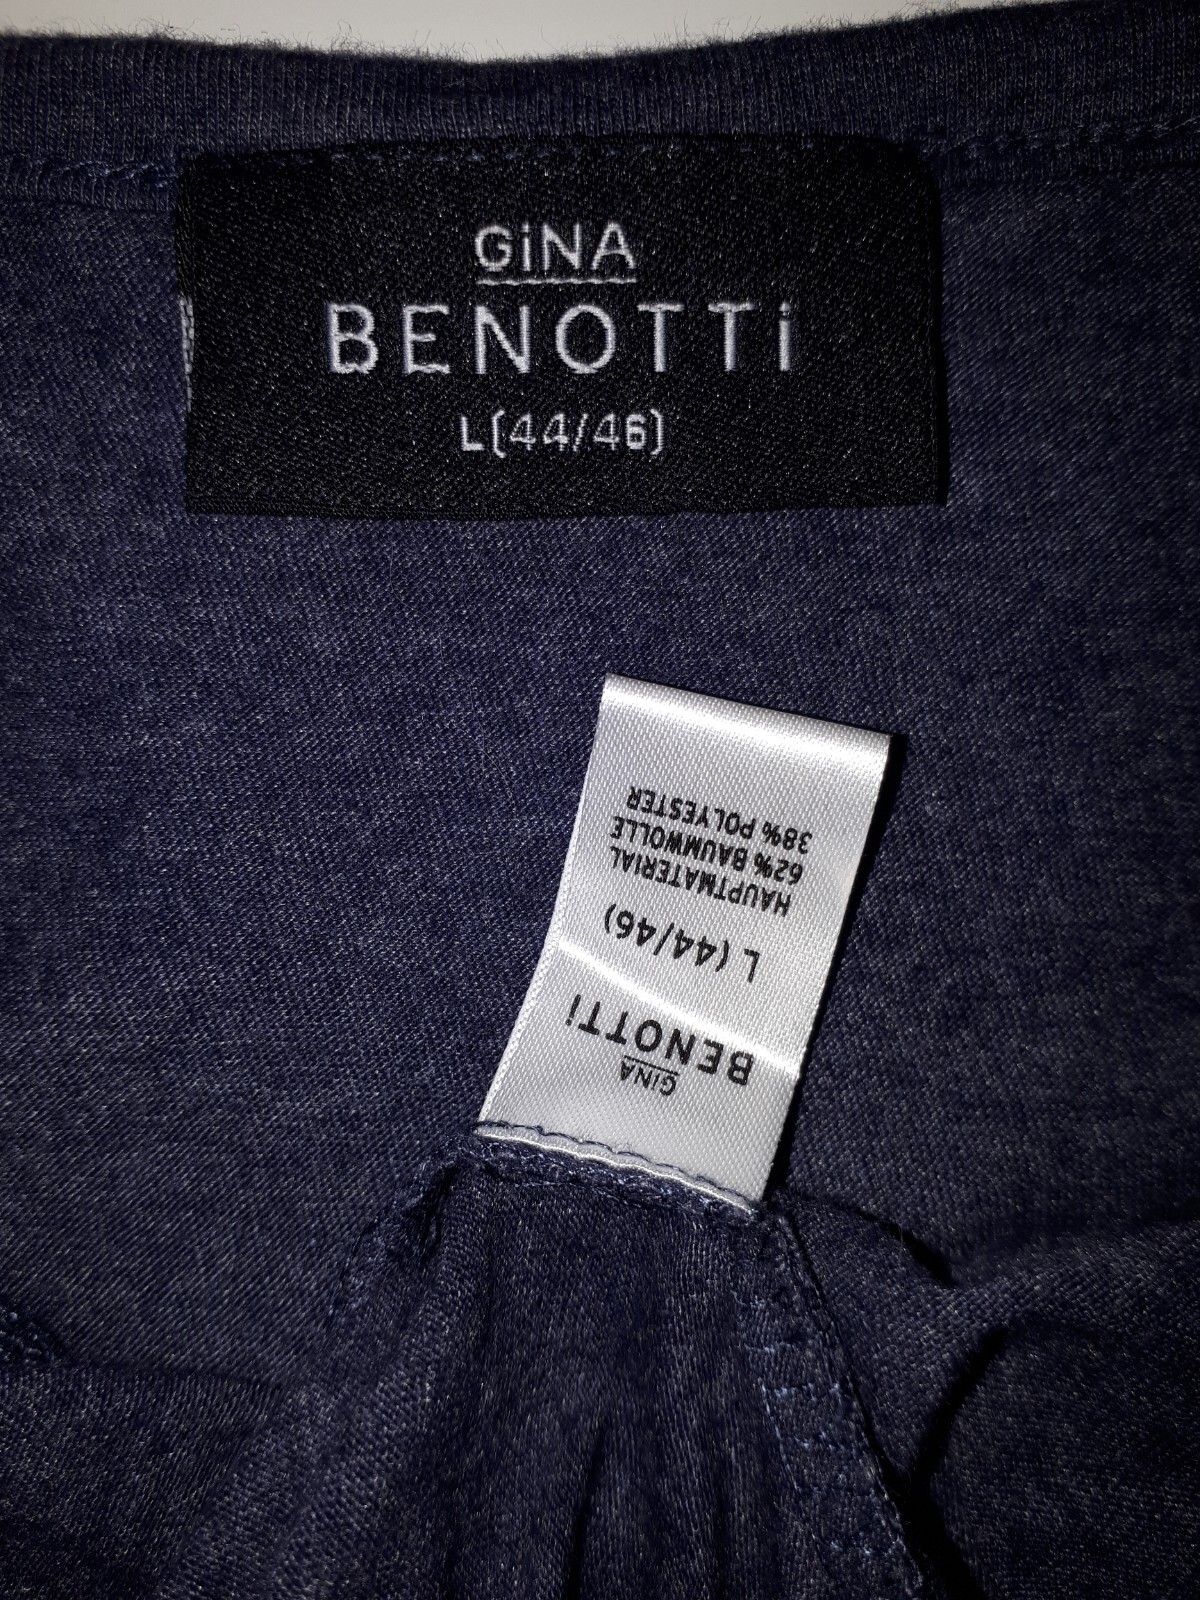 GiNA
BENOTTi
L(44/46)
GiNA
BENOTTi
L (44/46)
HAUPTMATERIAL
62% BAUMWOLLE
38% POLYESTER